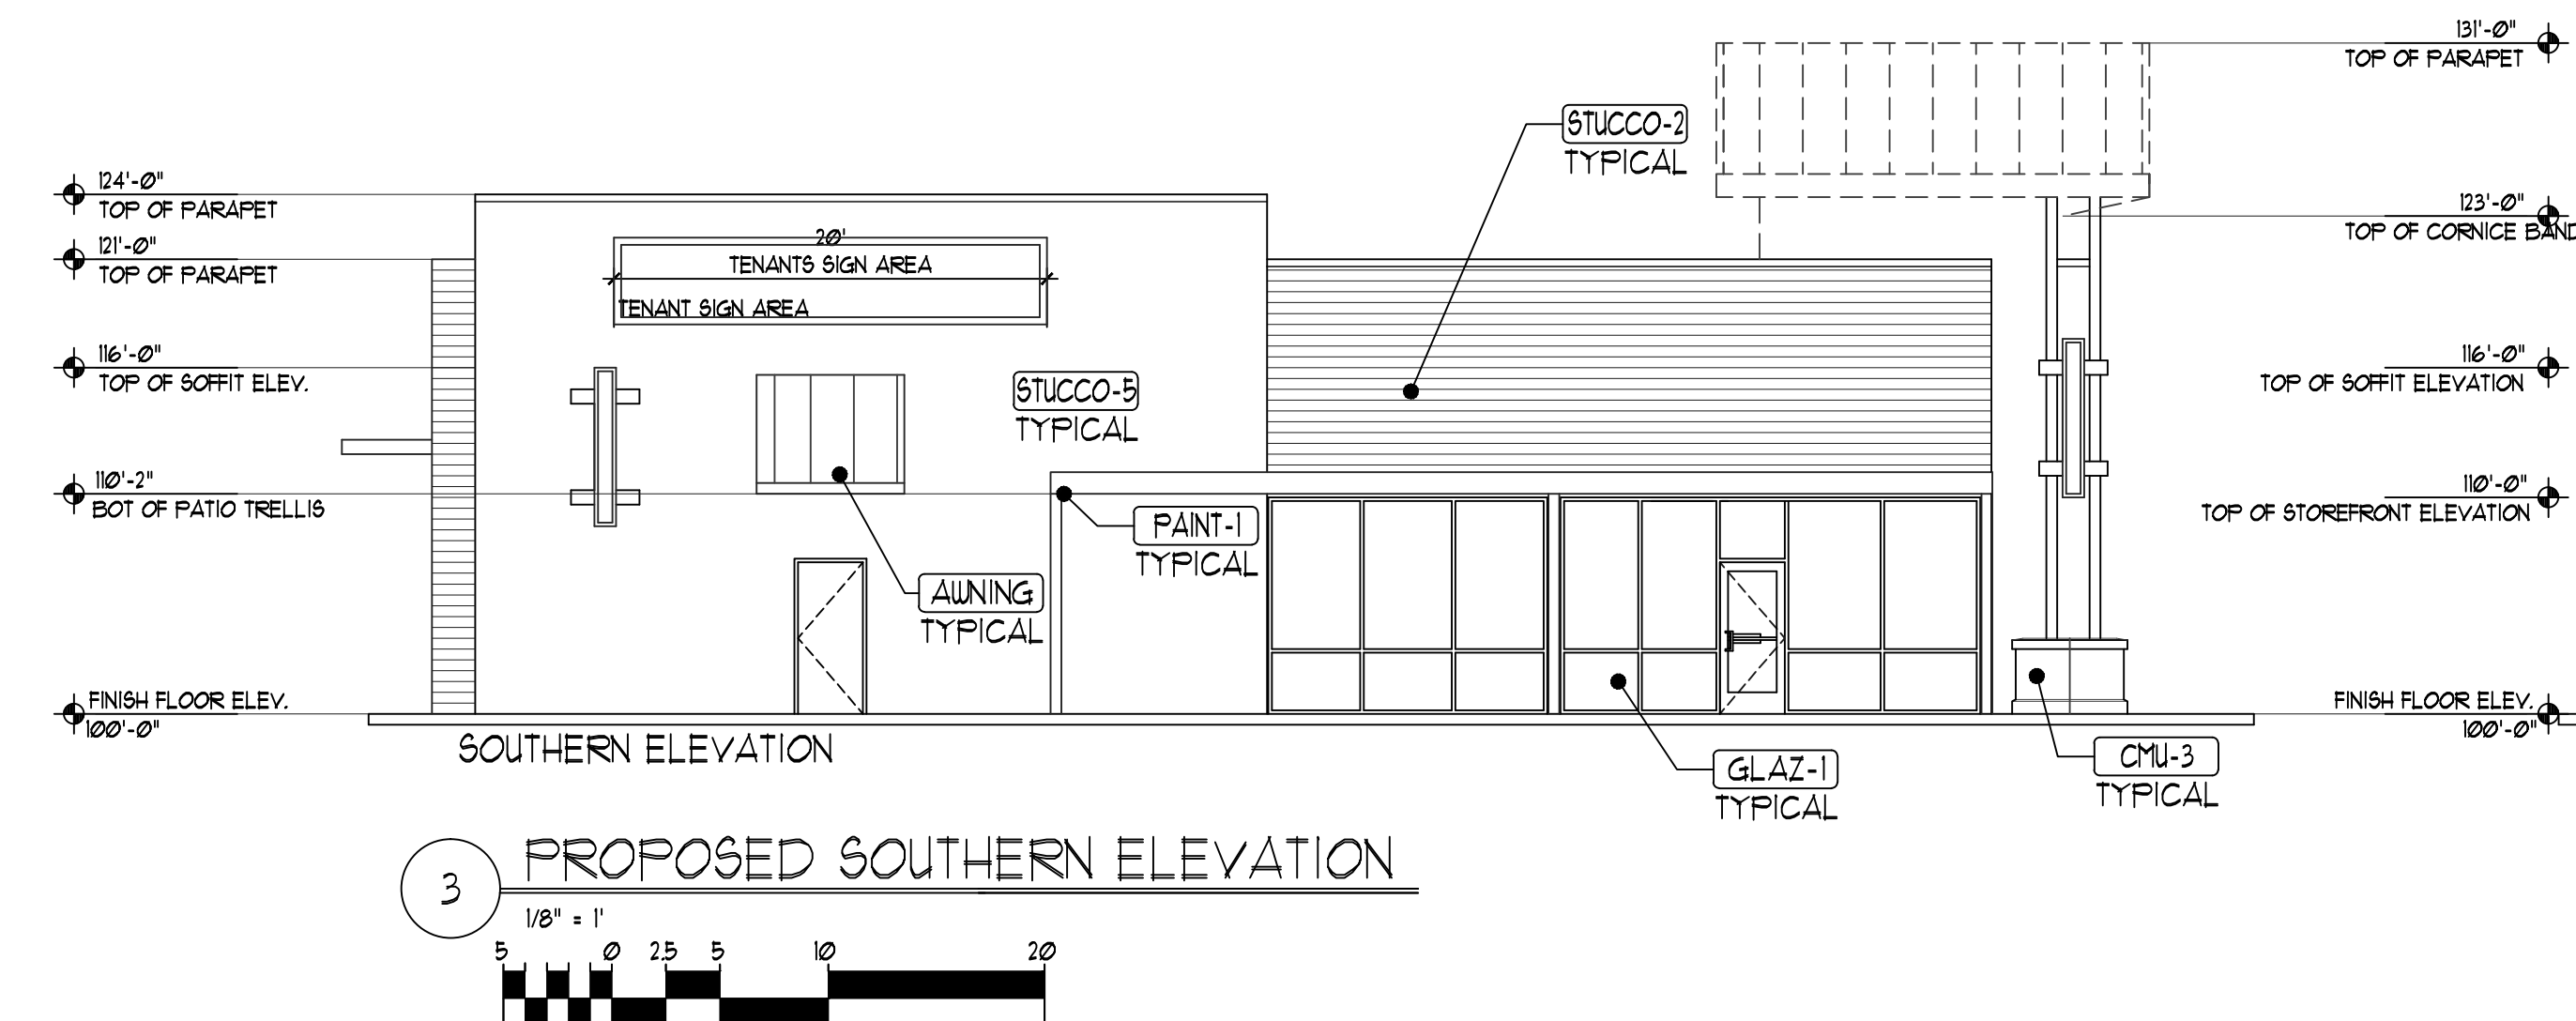 131'-0"
TOP OF PARAPET
STUCCO-2
TYPICAL
124'-0"
TOP OF PARAPET
123'-0"
TOP OF CORNICE BAND
20'
121'-0"
TOP OF PARAPET
TENANTS SIGN AREA
TENANT SIGN AREA
116'-0"
TOP OF SOFFIT ELEV.
116'-0"
TOP OF SOFFIT ELEVATION
STUCCO-5
TYPICAL
110'-2"
BOT OF PATIO TRELLIS
110'-0"
TOP OF STOREFRONT ELEVATION
PAINT-1
TYPICAL
AWNING
TYPICAL
FINISH FLOOR ELEV.
100'-0"
FINISH FLOOR ELEV.
100'-0"
SOUTHERN ELEVATION
GLAZ-1
TYPICAL
CMU-3
TYPICAL
3
PROPOSED SOUTHERN ELEVATION
1/8" = 1'
5 0 2.5 5 10 20